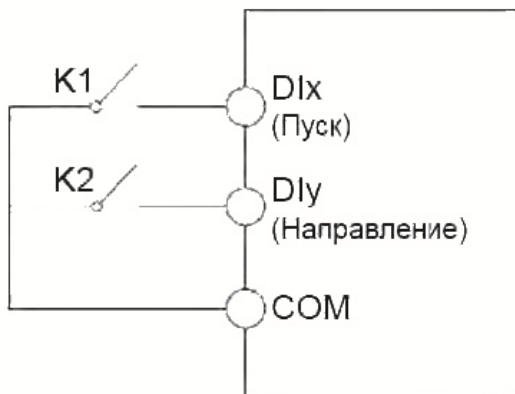 K1
DIx
(Пуск)
K2
DIy
(Направление)
COM